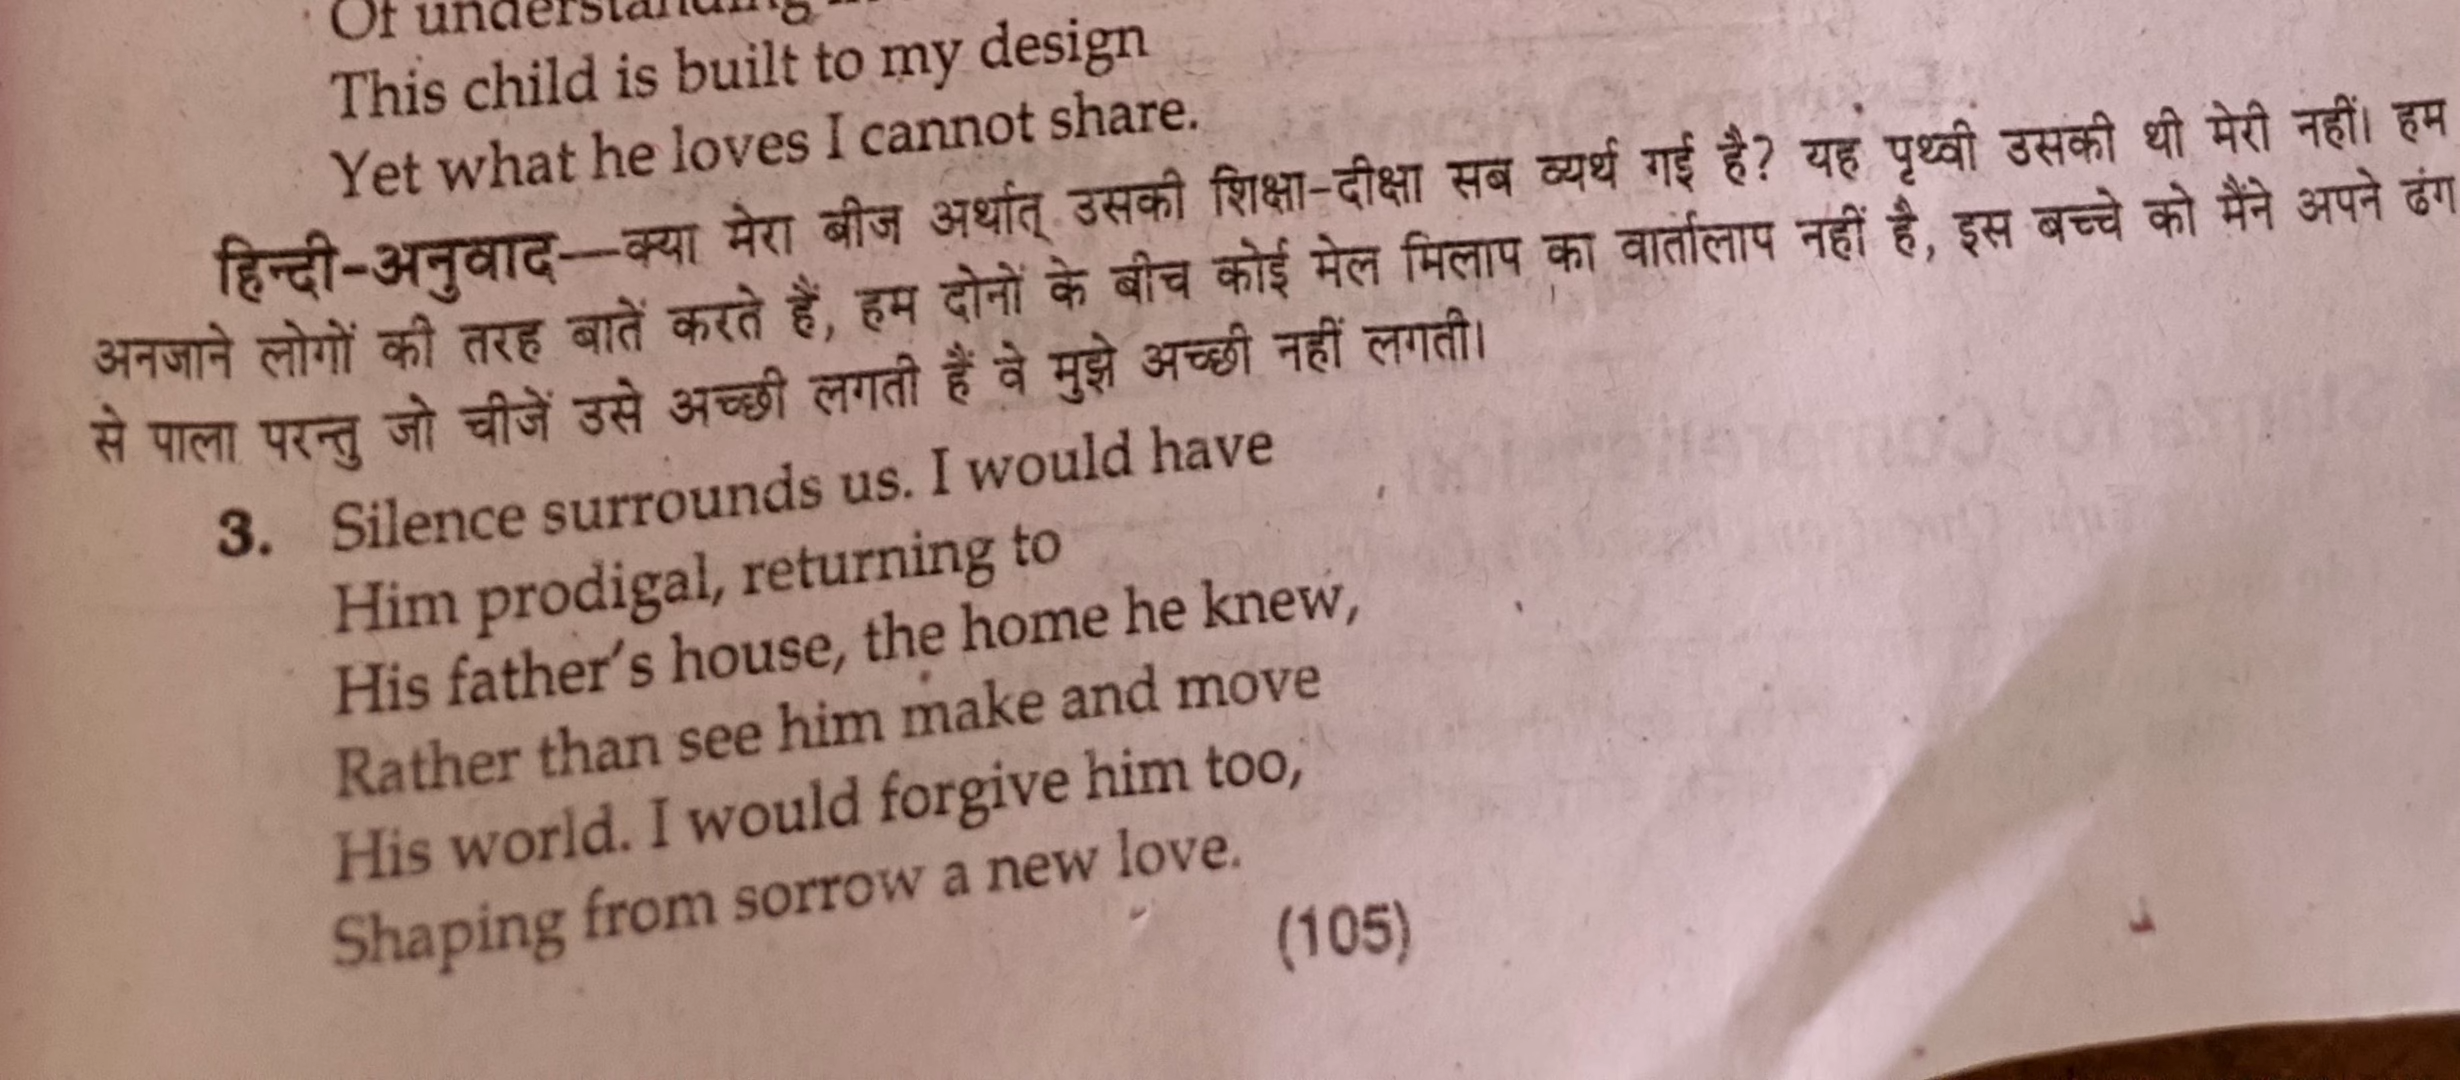 Of understanding
This child is built to my design
Yet what he loves I cannot share.
हिन्दी-अनुवाद—क्या मेरा बीज अर्थात् उसकी शिक्षा-दीक्षा सब व्यर्थ गई है? यह पृथ्वी उसकी थी मेरी नहीं। हम
अनजाने लोगों की तरह बातें करते हैं, हम दोनों के बीच कोई मेल मिलाप का वार्तालाप नहीं है, इस बच्चे को मैंने अपने ढंग
से पाला परन्तु जो चीजें उसे अच्छी लगती हैं वे मुझे अच्छी नहीं लगती।
3. Silence surrounds us. I would have
Him prodigal, returning to
His father's house, the home he knew,
Rather than see him make and move
His world. I would forgive him too,
Shaping from sorrow a new love.
(105)